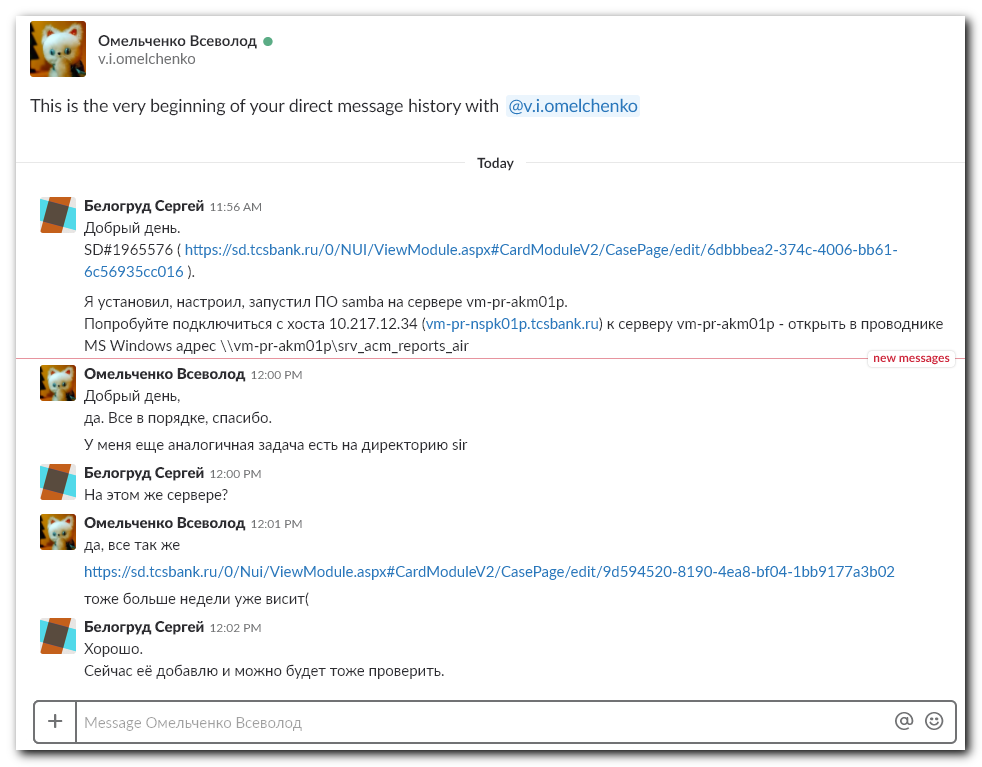 Омельченко Всеволод
v.i.omelchenko
This is the very beginning of your direct message history with @v.i.omelchenko
Today
Белогруд Сергей 11:56 AM
Добрый день.
SD#1965576 ( https://sd.tcsbank.ru/0/NUI/ViewModule.aspx#CardModuleV2/CasePage/edit/6dbbbea2-374c-4006-bb61-
6c56935cc016 ).
Я установил, настроил, запустил ПО samba на сервере vm-pr-akm01p.
Попробуйте подключиться с хоста 10.217.12.34 (vm-pr-nspk01p.tcsbank.ru) к серверу vm-pr-akm01p - открыть в проводнике
MS Windows адрес \\vm-pr-akm01p\srv_acm_reports_air
new messages
Омельченко Всеволод 12:00 PM
Добрый день,
да. Все в порядке, спасибо.
У меня еще аналогичная задача есть на директорию sir
Белогруд Сергей 12:00 PM
На этом же сервере?
Омельченко Всеволод 12:01 PM
да, все так же
https://sd.tcsbank.ru/0/Nui/ViewModule.aspx#CardModuleV2/CasePage/edit/9d594520-8190-4ea8-bf04-1bb9177a3b02
тоже больше недели уже висит(
Белогруд Сергей 12:02 PM
Хорошо.
Сейчас её добавлю и можно будет тоже проверить.
Message Омельченко Всеволод